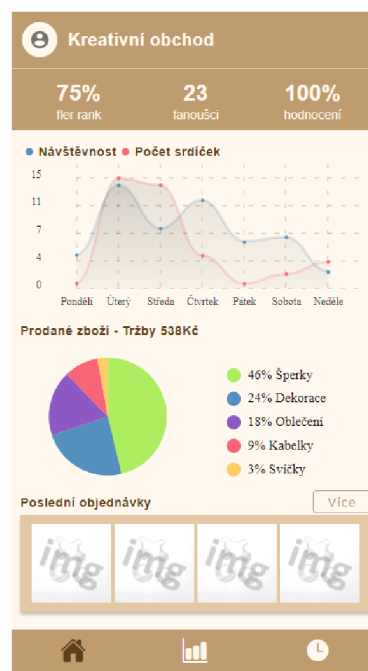 Kreativní obchod
75% 23 100%
fler rank fanoušci hodnocení
Návštěvnost Počet srdíček
15
11
7
4
0
Pondělí Úterý Středa Čtvrtek Pátek Sobota Neděle
Prodané zboží - Tržby 538Kč
46% Šperky
24% Dekorace
18% Oblečení
9% Kabelky
3% Svíčky
Poslední objednávky Více
img img img img